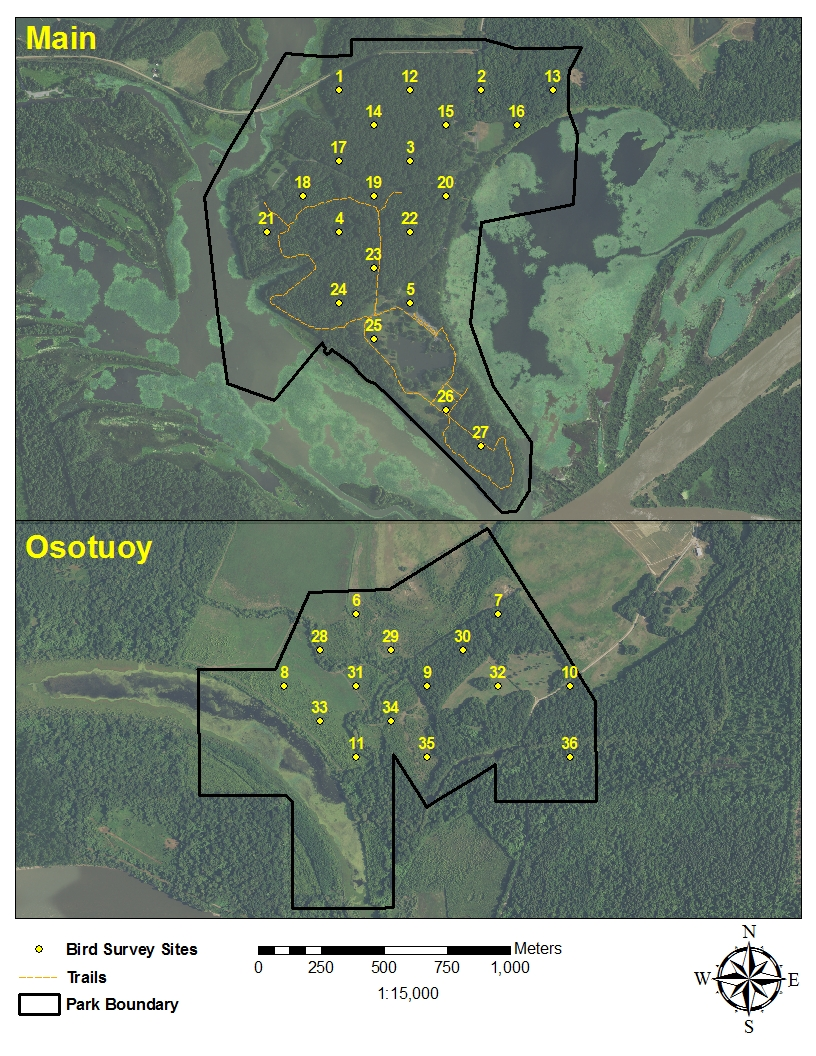 Main
1 12 2 13
14 15 16
17 3
18 19 20
21 4 22
23
24 5
25
26
27
Osotuoy
6 7
28 29 30
8 31 9 32 10
33 34
11 35 36
Bird Survey Sites
Trails
Park Boundary
Meters
0 250 500 750 1,000
1:15,000
N
W E
S